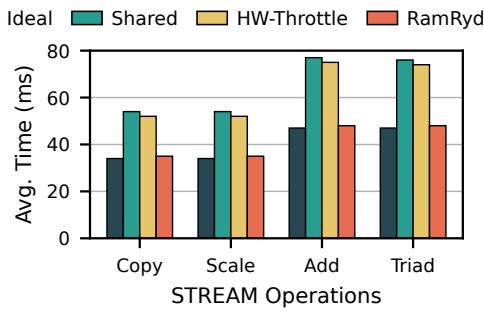 Ideal Shared HW-Throttle RamRyd
80
60
40
20
0
Avg. Time (ms)
Copy Scale Add Triad
STREAM Operations